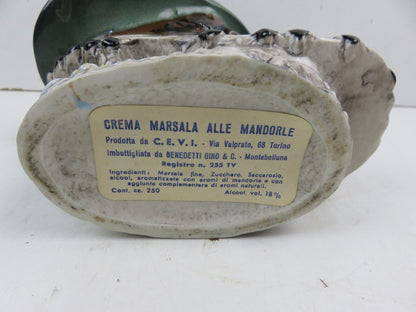 CREMA MARSALA ALLE MANDORLE
Prodotta da C.E.V.I. - Via Valprato, 68 Torino
Imbottigliata da BENEDETTI GINO & C. - Montebelluna
Registro n. 255 TV
Ingredienti: Marsala fine, Zucchero, Saccarosio,
alcool, aromatizzata con aromi di mandorle e con
aggiunta complementare di aromi naturali.
Cont. cc. 250 Alcool. vol. 18%